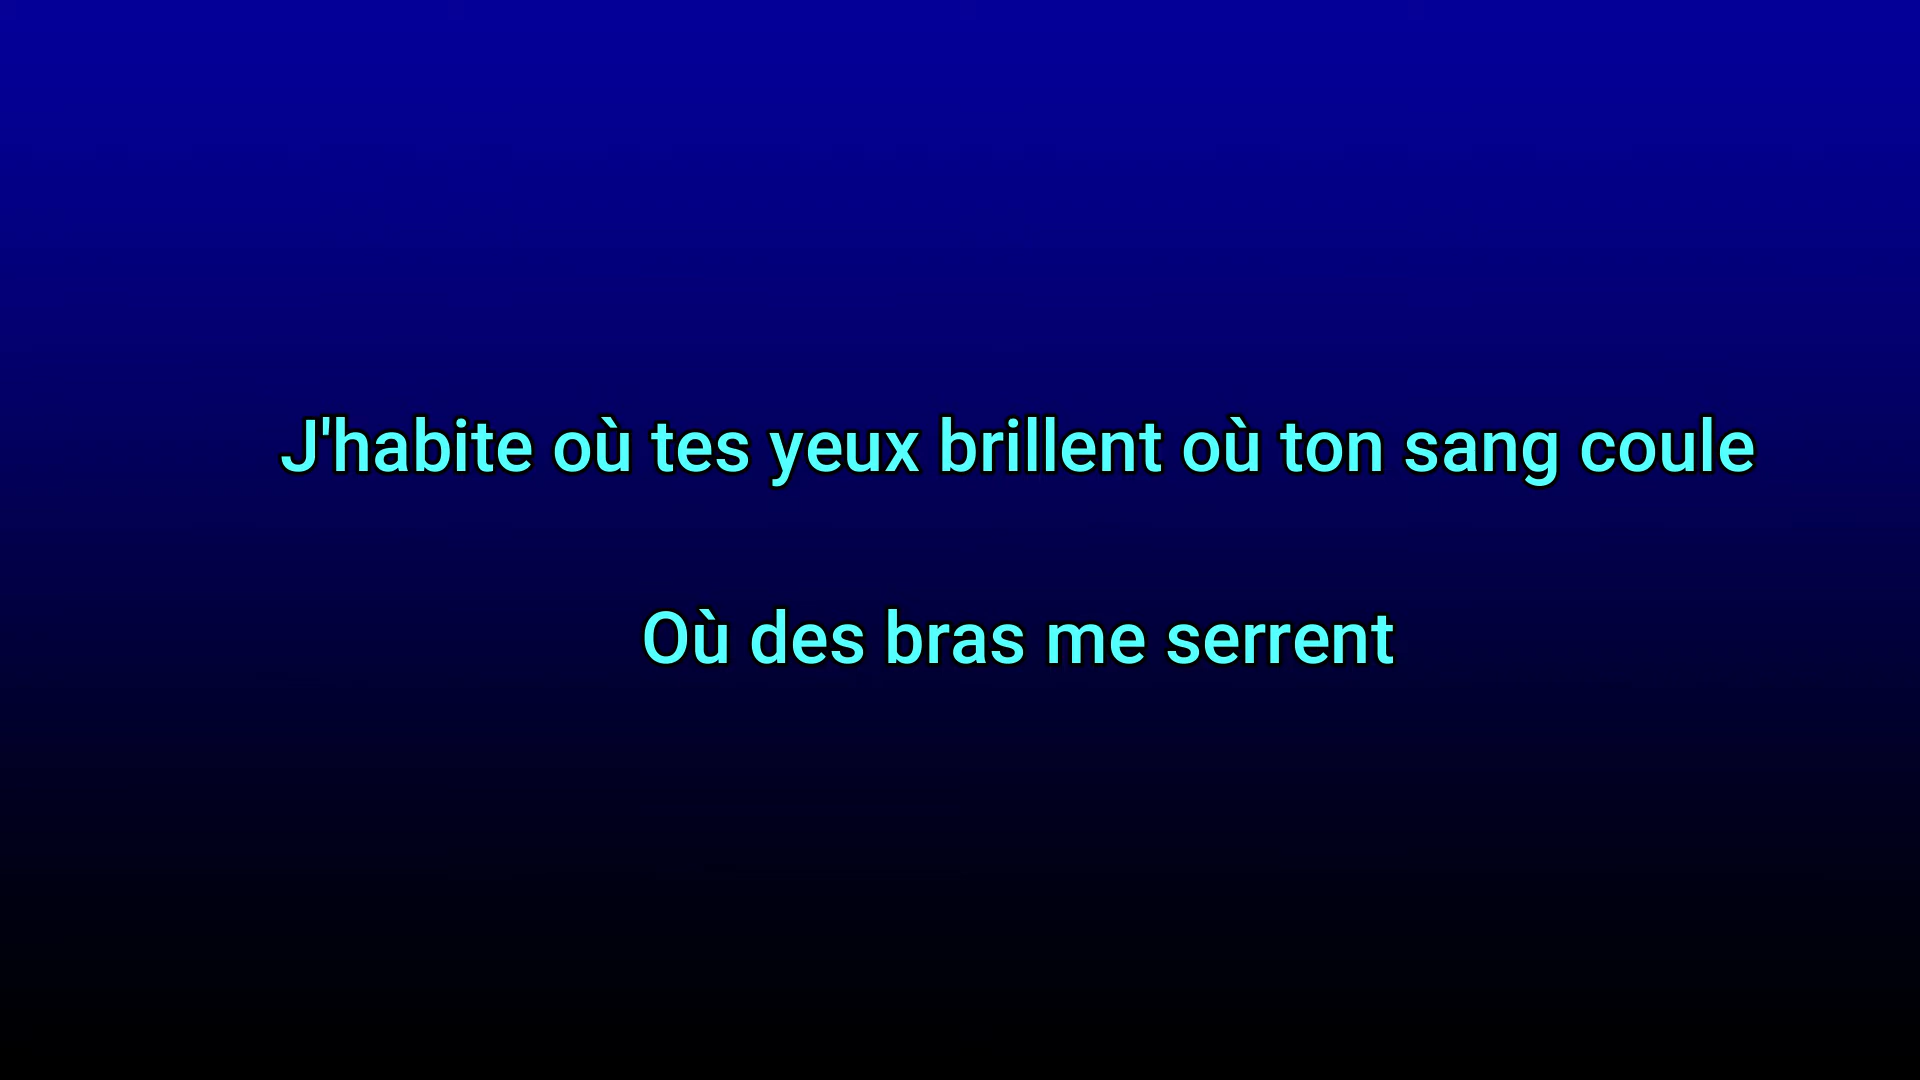 J'habite où tes yeux brillent où ton sang coule
Où des bras me serrent